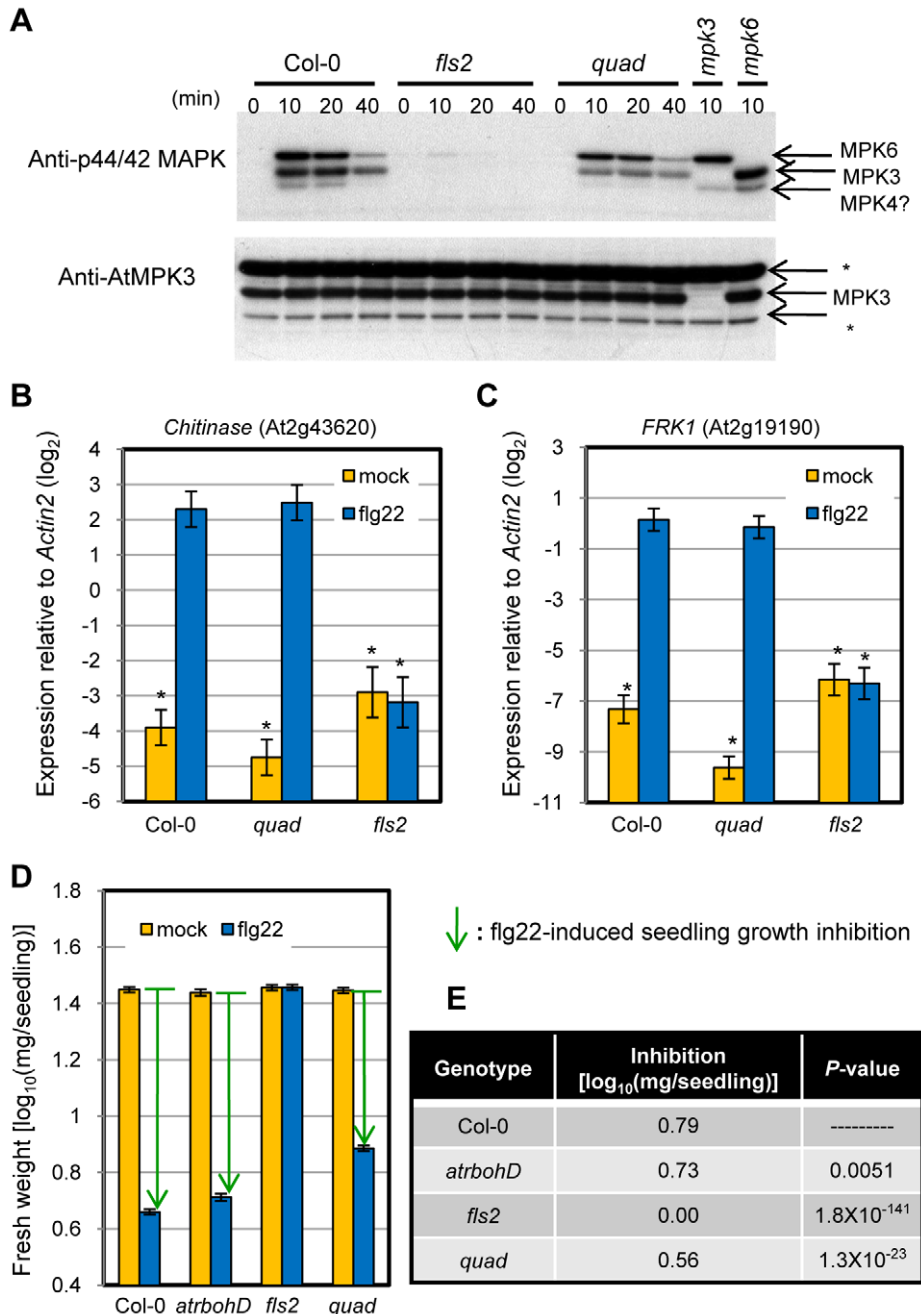 A
Col-0 fls2 quad mpk3 mpk6
(min) 0 10 20 40 0 10 20 40 0 10 20 40 10 10
Anti-p44/42 MAPK
MPK6
MPK3
MPK4?
Anti-AtMPK3
*
MPK3
*
B
Chitinase (At2g43620)
Expression relative to Actin2 (log2)
4
3
2
1
0
-1
-2
-3
-4
-5
-6
mock
flg22
*
*
* *
Col-0 quad fls2
C
FRK1 (At2g19190)
Expression relative to Actin2 (log2)
3
1
-1
-3
-5
-7
-9
-11
mock
flg22
*
*
* *
Col-0 quad fls2
D
Fresh weight [log10(mg/seedling)]
1.8
1.6
1.4
1.2
1
0.8
0.6
0.4
mock flg22
Col-0 atrbohD fls2 quad
: flg22-induced seedling growth inhibition
E
Genotype Inhibition [log10(mg/seedling)] P-value
Col-0 0.79 ---------
atrbohD 0.73 0.0051
fls2 0.00 1.8X10-141
quad 0.56 1.3X10-23